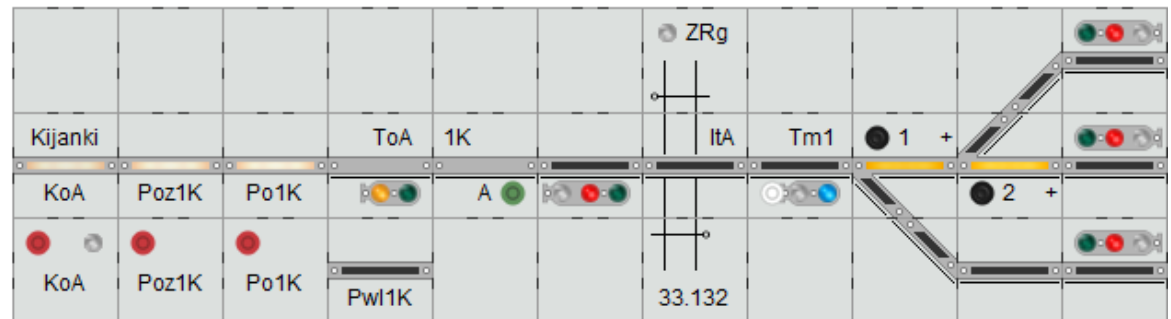 ZRg
Kijanki ToA 1K ItA Tm1 1 +
KoA Poz1K Po1K A 2 +
KoA Poz1K Po1K Pwl1K 33.132